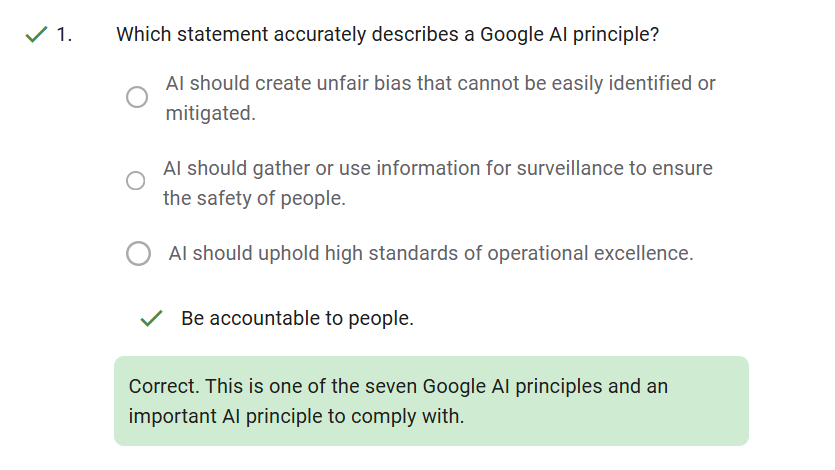 1. Which statement accurately describes a Google AI principle?
AI should create unfair bias that cannot be easily identified or
mitigated.
AI should gather or use information for surveillance to ensure
the safety of people.
AI should uphold high standards of operational excellence.
Be accountable to people.
Correct. This is one of the seven Google AI principles and an
important AI principle to comply with.